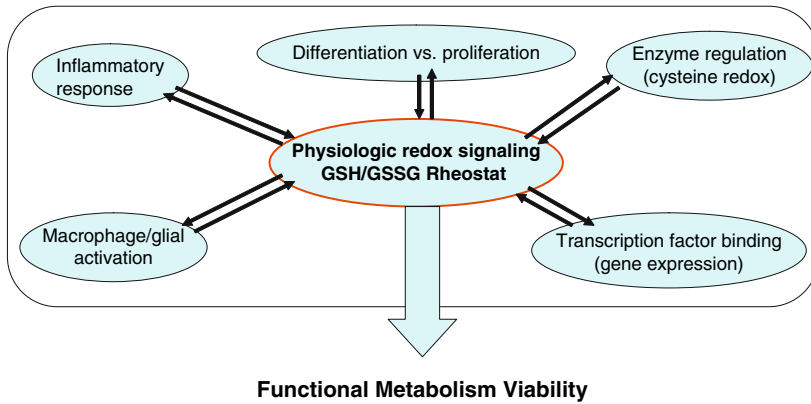 Differentiation vs. proliferation
Inflammatory
response
Enzyme regulation
(cysteine redox)
Physiologic redox signaling
GSH/GSSG Rheostat
Macrophage/glial
activation
Transcription factor binding
(gene expression)
Functional Metabolism Viability